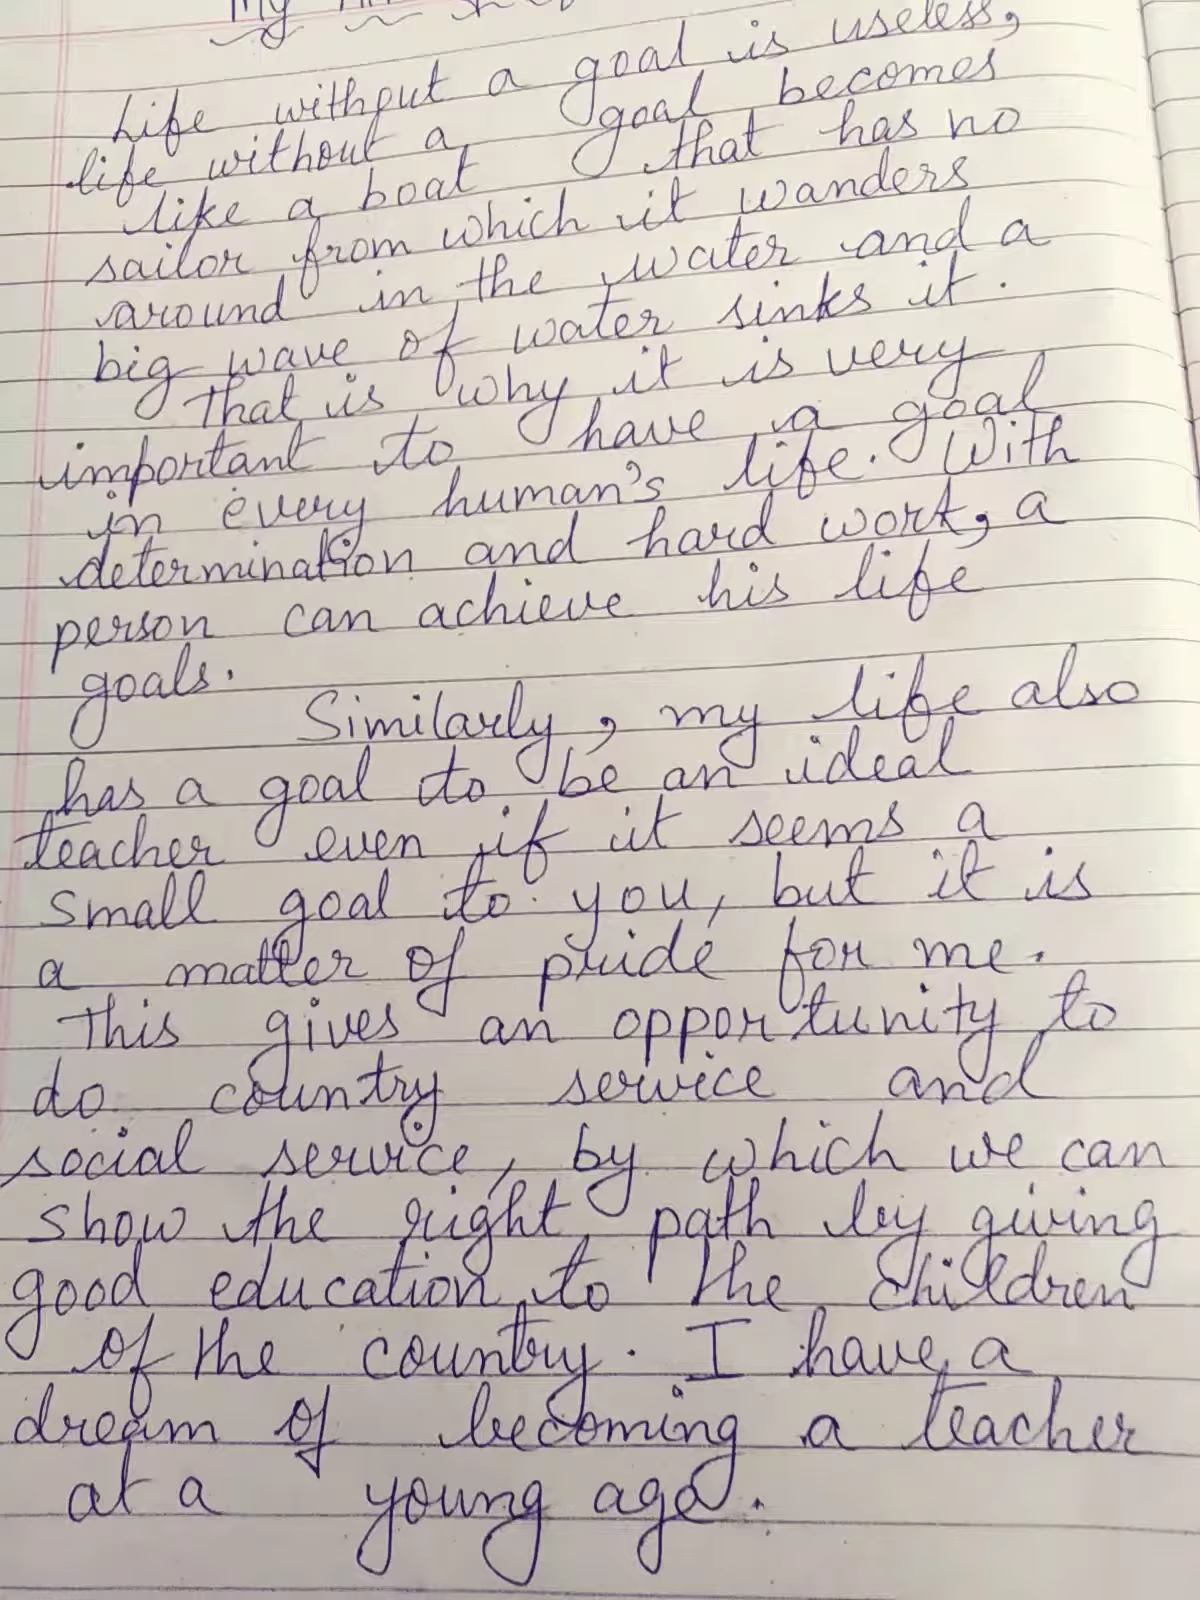 My
Life without a goal is useless,
life without a goal becomes
like a boat that has no
sailor from which it wanders
around in the water and a
big wave of water sinks it.
That is why it is very
important to have a goal
in every human's life. With
determination and hard work, a
person can achieve his life
goals.
Similarly, my life also
has a goal to be an ideal
teacher even if it seems a
small goal to you, but it is
a matter of pride for me.
This gives an opportunity to
do country service and
social service, by which we can
show the right path by giving
good education to the children
of the country. I have a
dream of becoming a teacher
at a young age.